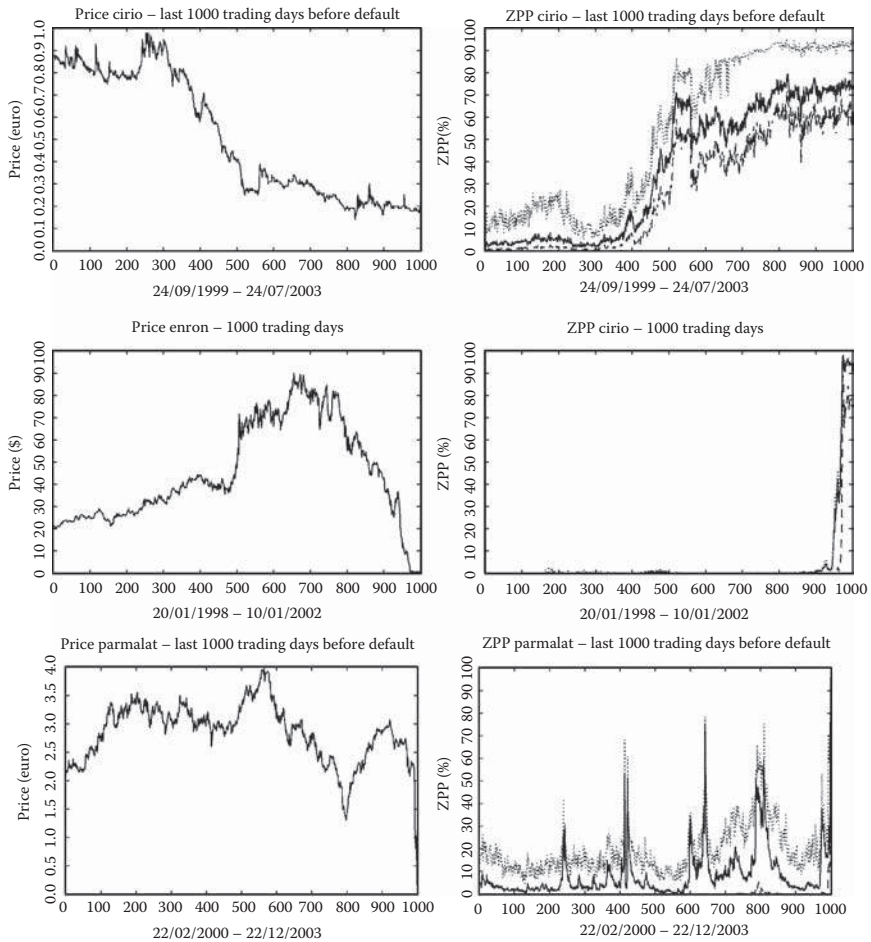 Price cirio – last 1000 trading days before default
Price (euro)
0.0 0.1 0.2 0.3 0.4 0.5 0.6 0.7 0.8 0.9 1.0
0 100 200 300 400 500 600 700 800 900 1000
24/09/1999 – 24/07/2003
ZPP cirio – last 1000 trading days before default
ZPP(%)
0 10 20 30 40 50 60 70 80 90 100
0 100 200 300 400 500 600 700 800 900 1000
24/09/1999 – 24/07/2003
Price enron – 1000 trading days
Price ($)
0 10 20 30 40 50 60 70 80 90 100
0 100 200 300 400 500 600 700 800 900 1000
20/01/1998 – 10/01/2002
ZPP cirio – 1000 trading days
ZPP (%)
0 10 20 30 40 50 60 70 80 90 100
0 100 200 300 400 500 600 700 800 900 1000
20/01/1998 – 10/01/2002
Price parmalat – last 1000 trading days before default
Price (euro)
0.0 0.5 1.0 1.5 2.0 2.5 3.0 3.5 4.0
0 100 200 300 400 500 600 700 800 900 1000
22/02/2000 – 22/12/2003
ZPP parmalat – last 1000 trading days before default
ZPP (%)
0 10 20 30 40 50 60 70 80 90 100
0 100 200 300 400 500 600 700 800 900 1000
22/02/2000 – 22/12/2003